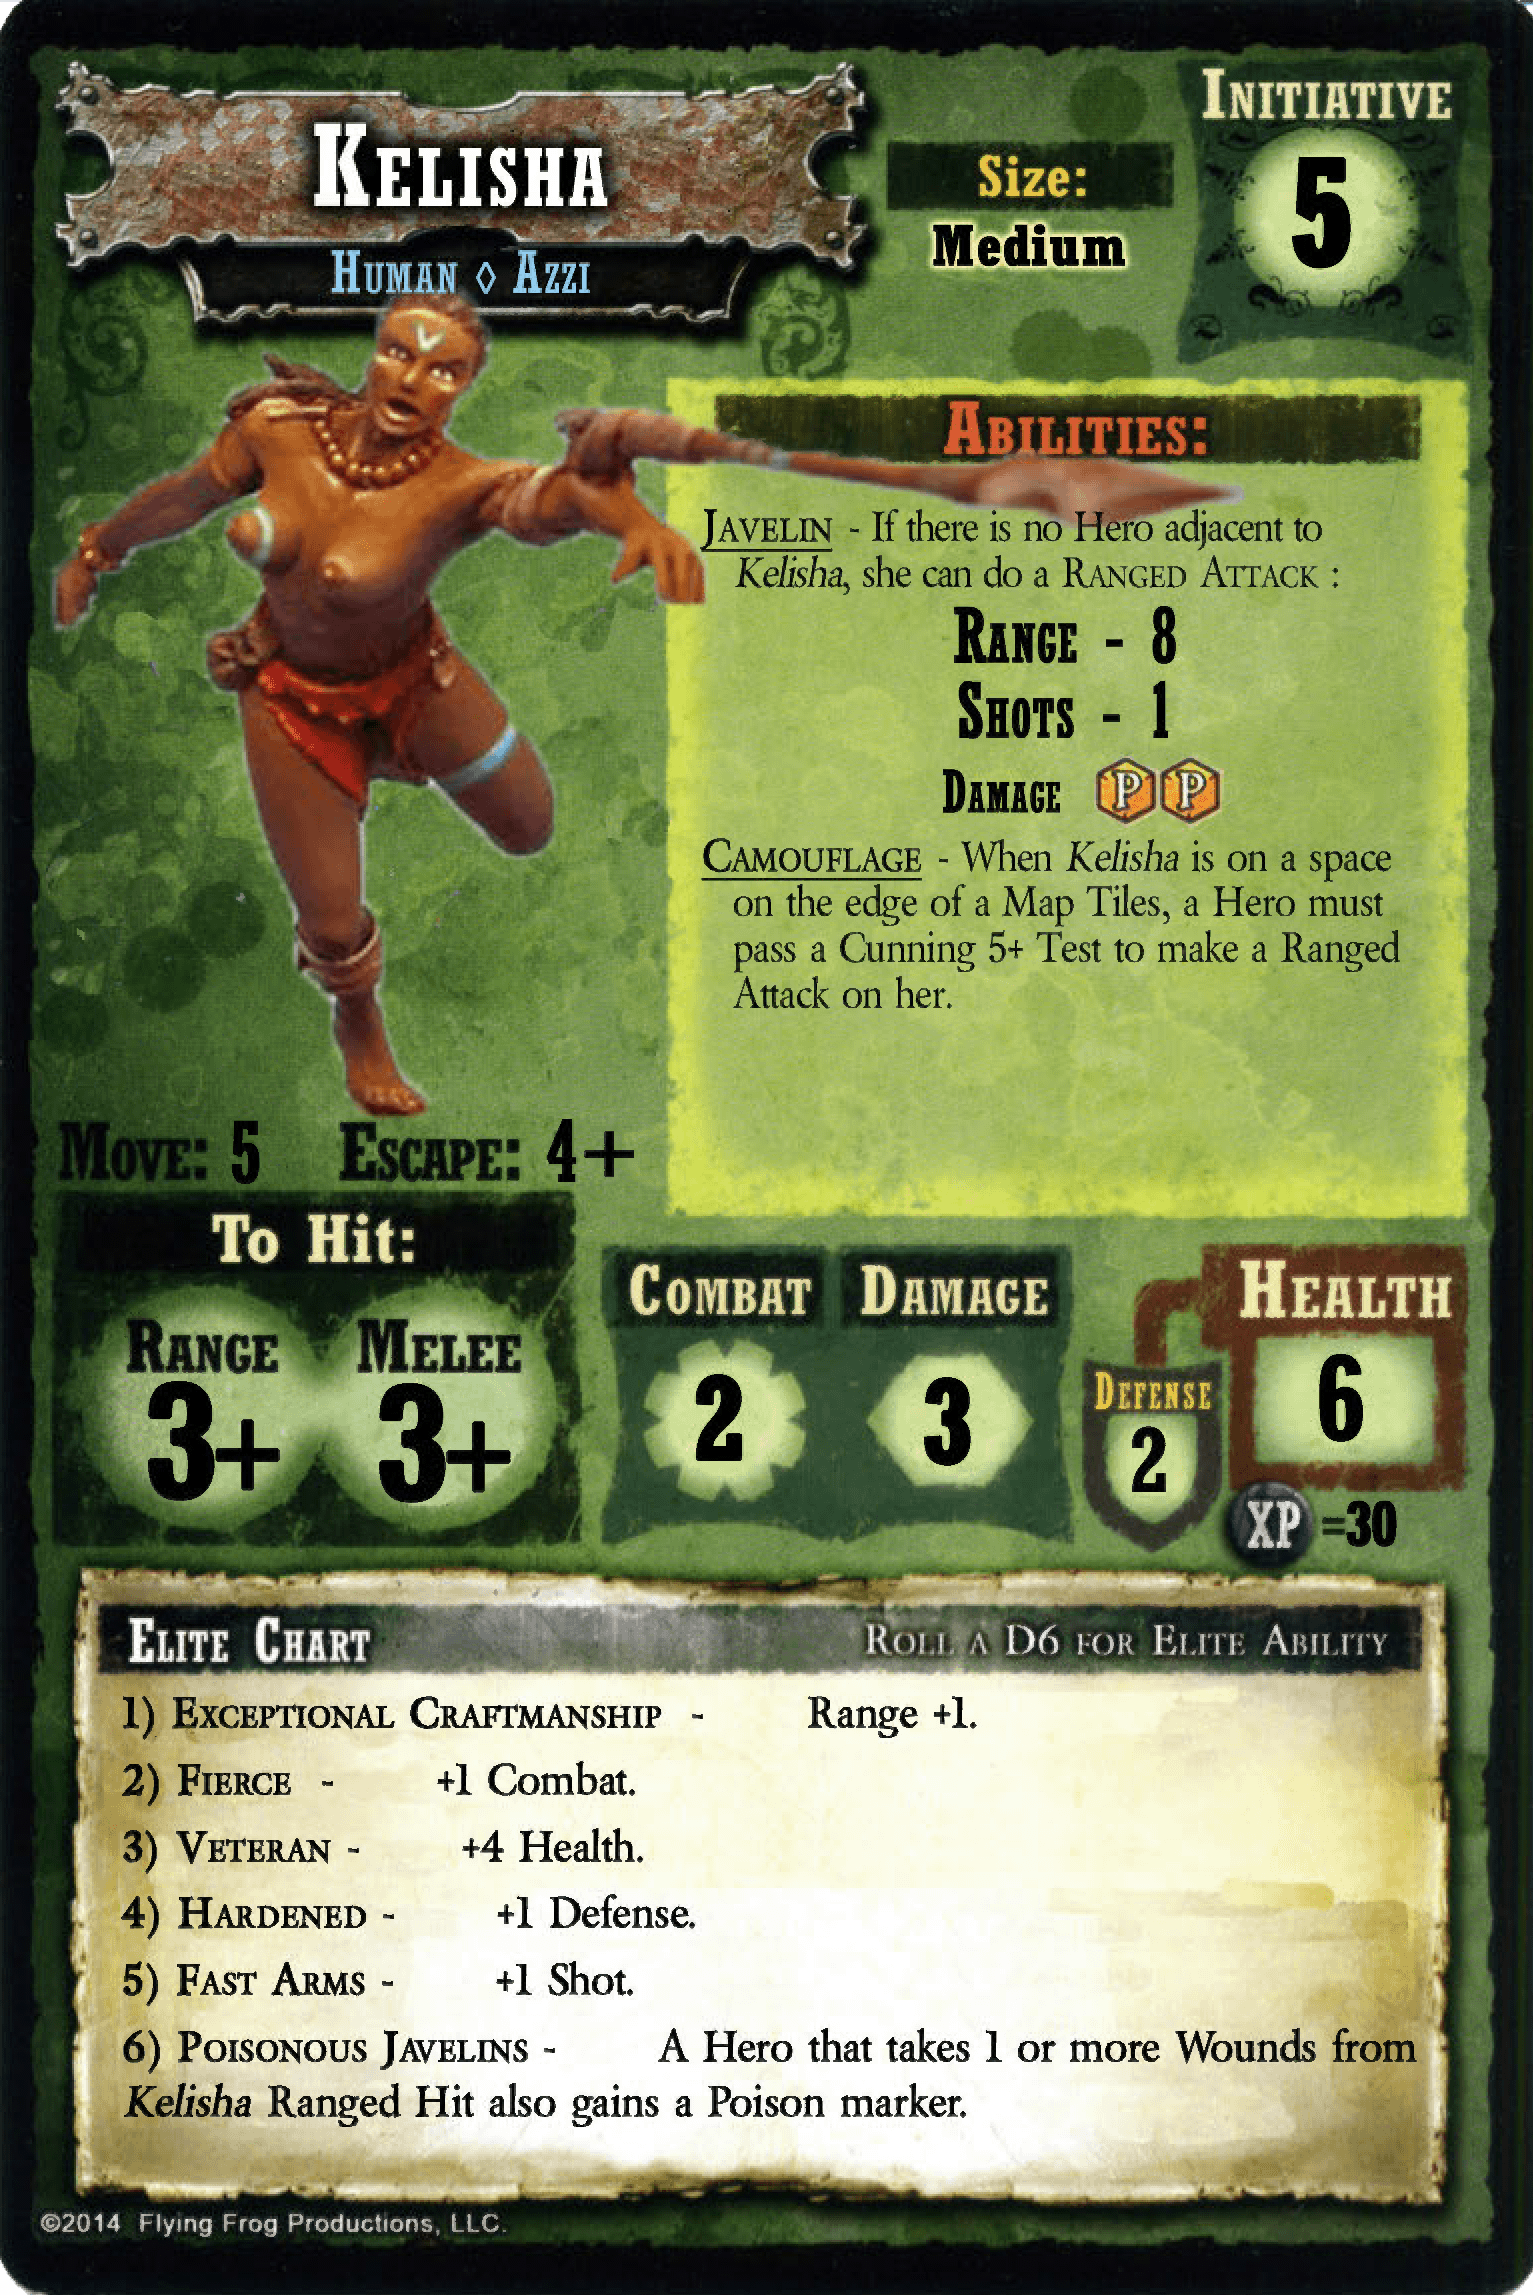 KELISHA
HUMAN ◊ AZZI
Size:
Medium
INITIATIVE
5
ABILITIES:
JAVELIN - If there is no Hero adjacent to
Kelisha, she can do a RANGED ATTACK :
RANGE - 8
SHOTS - 1
DAMAGE P P
CAMOUFLAGE - When Kelisha is on a space
on the edge of a Map Tiles, a Hero must
pass a Cunning 5+ Test to make a Ranged
Attack on her.
MOVE: 5 ESCAPE: 4+
To Hit:
RANGE
3+
MELEE
3+
COMBAT
2
DAMAGE
3
DEFENSE
2
HEALTH
6
XP =30
ELITE CHART ROLL A D6 FOR ELITE ABILITY
1) EXCEPTIONAL CRAFTMANSHIP - Range +1.
2) FIERCE - +1 Combat.
3) VETERAN - +4 Health.
4) HARDENED - +1 Defense.
5) FAST ARMS - +1 Shot.
6) POISONOUS JAVELINS - A Hero that takes 1 or more Wounds from
Kelisha Ranged Hit also gains a Poison marker.
©2014 Flying Frog Productions, LLC.